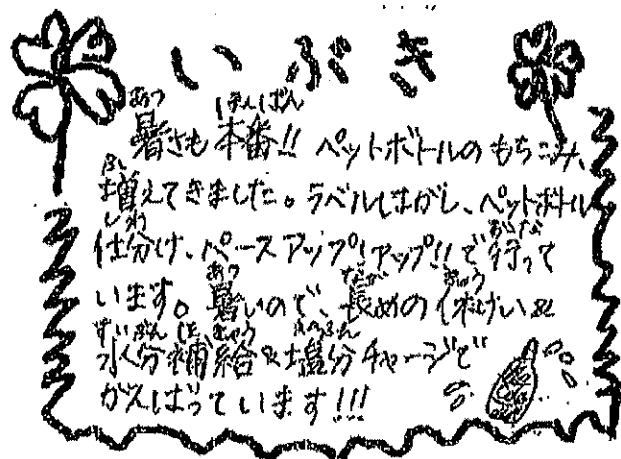 いぶき
暑さも本番!! ペットボトルのもちこみ、
増えてきました。ラベルはがし、ペットボトル
仕分け、ペースアップ!アップ!!で行って
います。暑いので、長めの休けい&
水分補給&塩分チャージで
がんばっています!!!